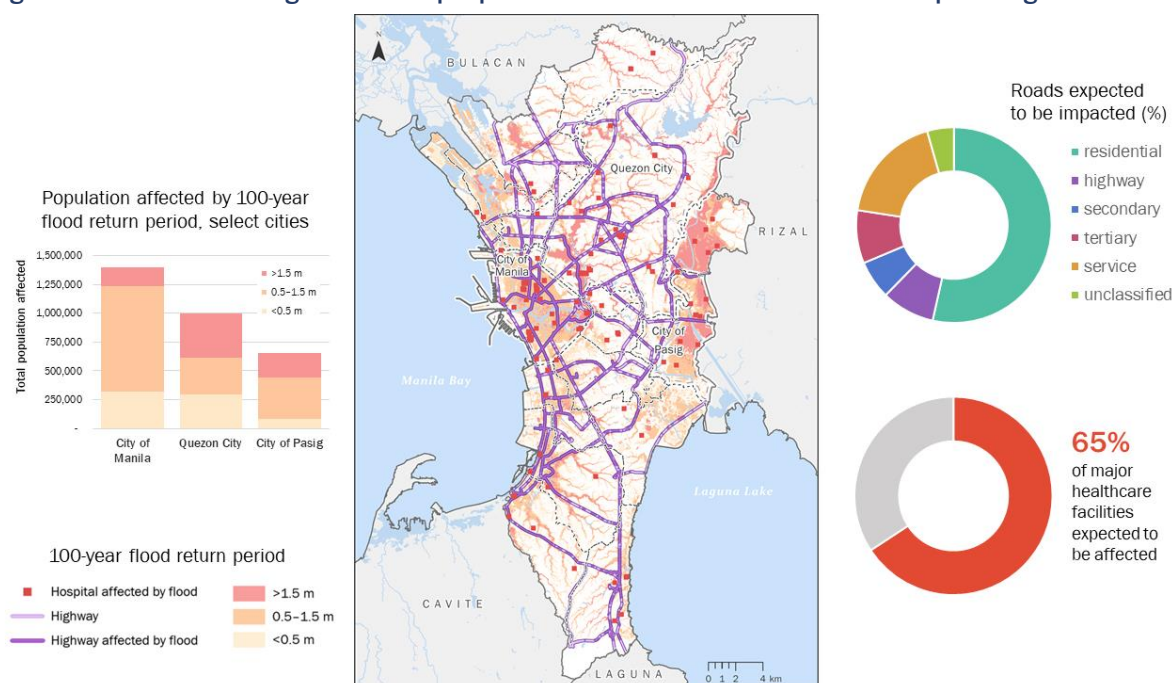 Population affected by 100-year
flood return period, select cities
Total population affected
1,500,000
1,250,000
1,000,000
750,000
500,000
250,000
-
>1.5 m
0.5–1.5 m
<0.5 m
City of
Manila
Quezon City
City of Pasig
100-year flood return period
Hospital affected by flood
Highway
Highway affected by flood
>1.5 m
0.5–1.5 m
<0.5 m
N
BULACAN
Quezon City
RIZAL
City of
Manila
City of
Pasig
Manila Bay
Laguna Lake
CAVITE
LAGUNA
0 1 2 4 km
Roads expected
to be impacted (%)
residential
highway
secondary
tertiary
service
unclassified
65%
of major
healthcare
facilities
expected to
be affected